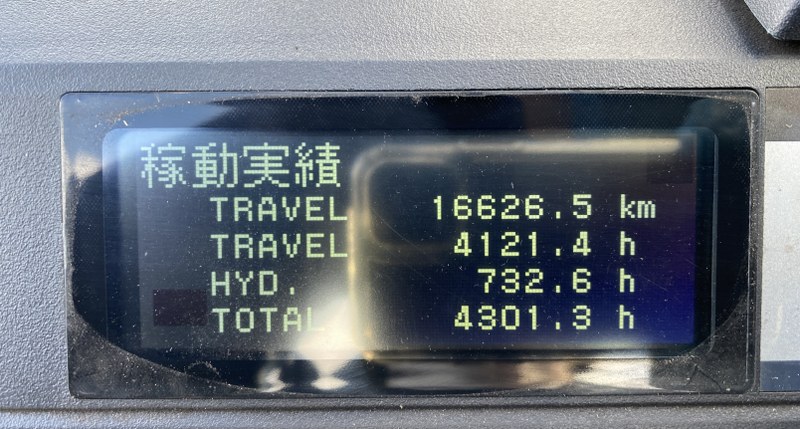 稼動実績
TRAVEL 16626.5 km
TRAVEL 4121.4 h
HYD. 732.6 h
TOTAL 4301.3 h